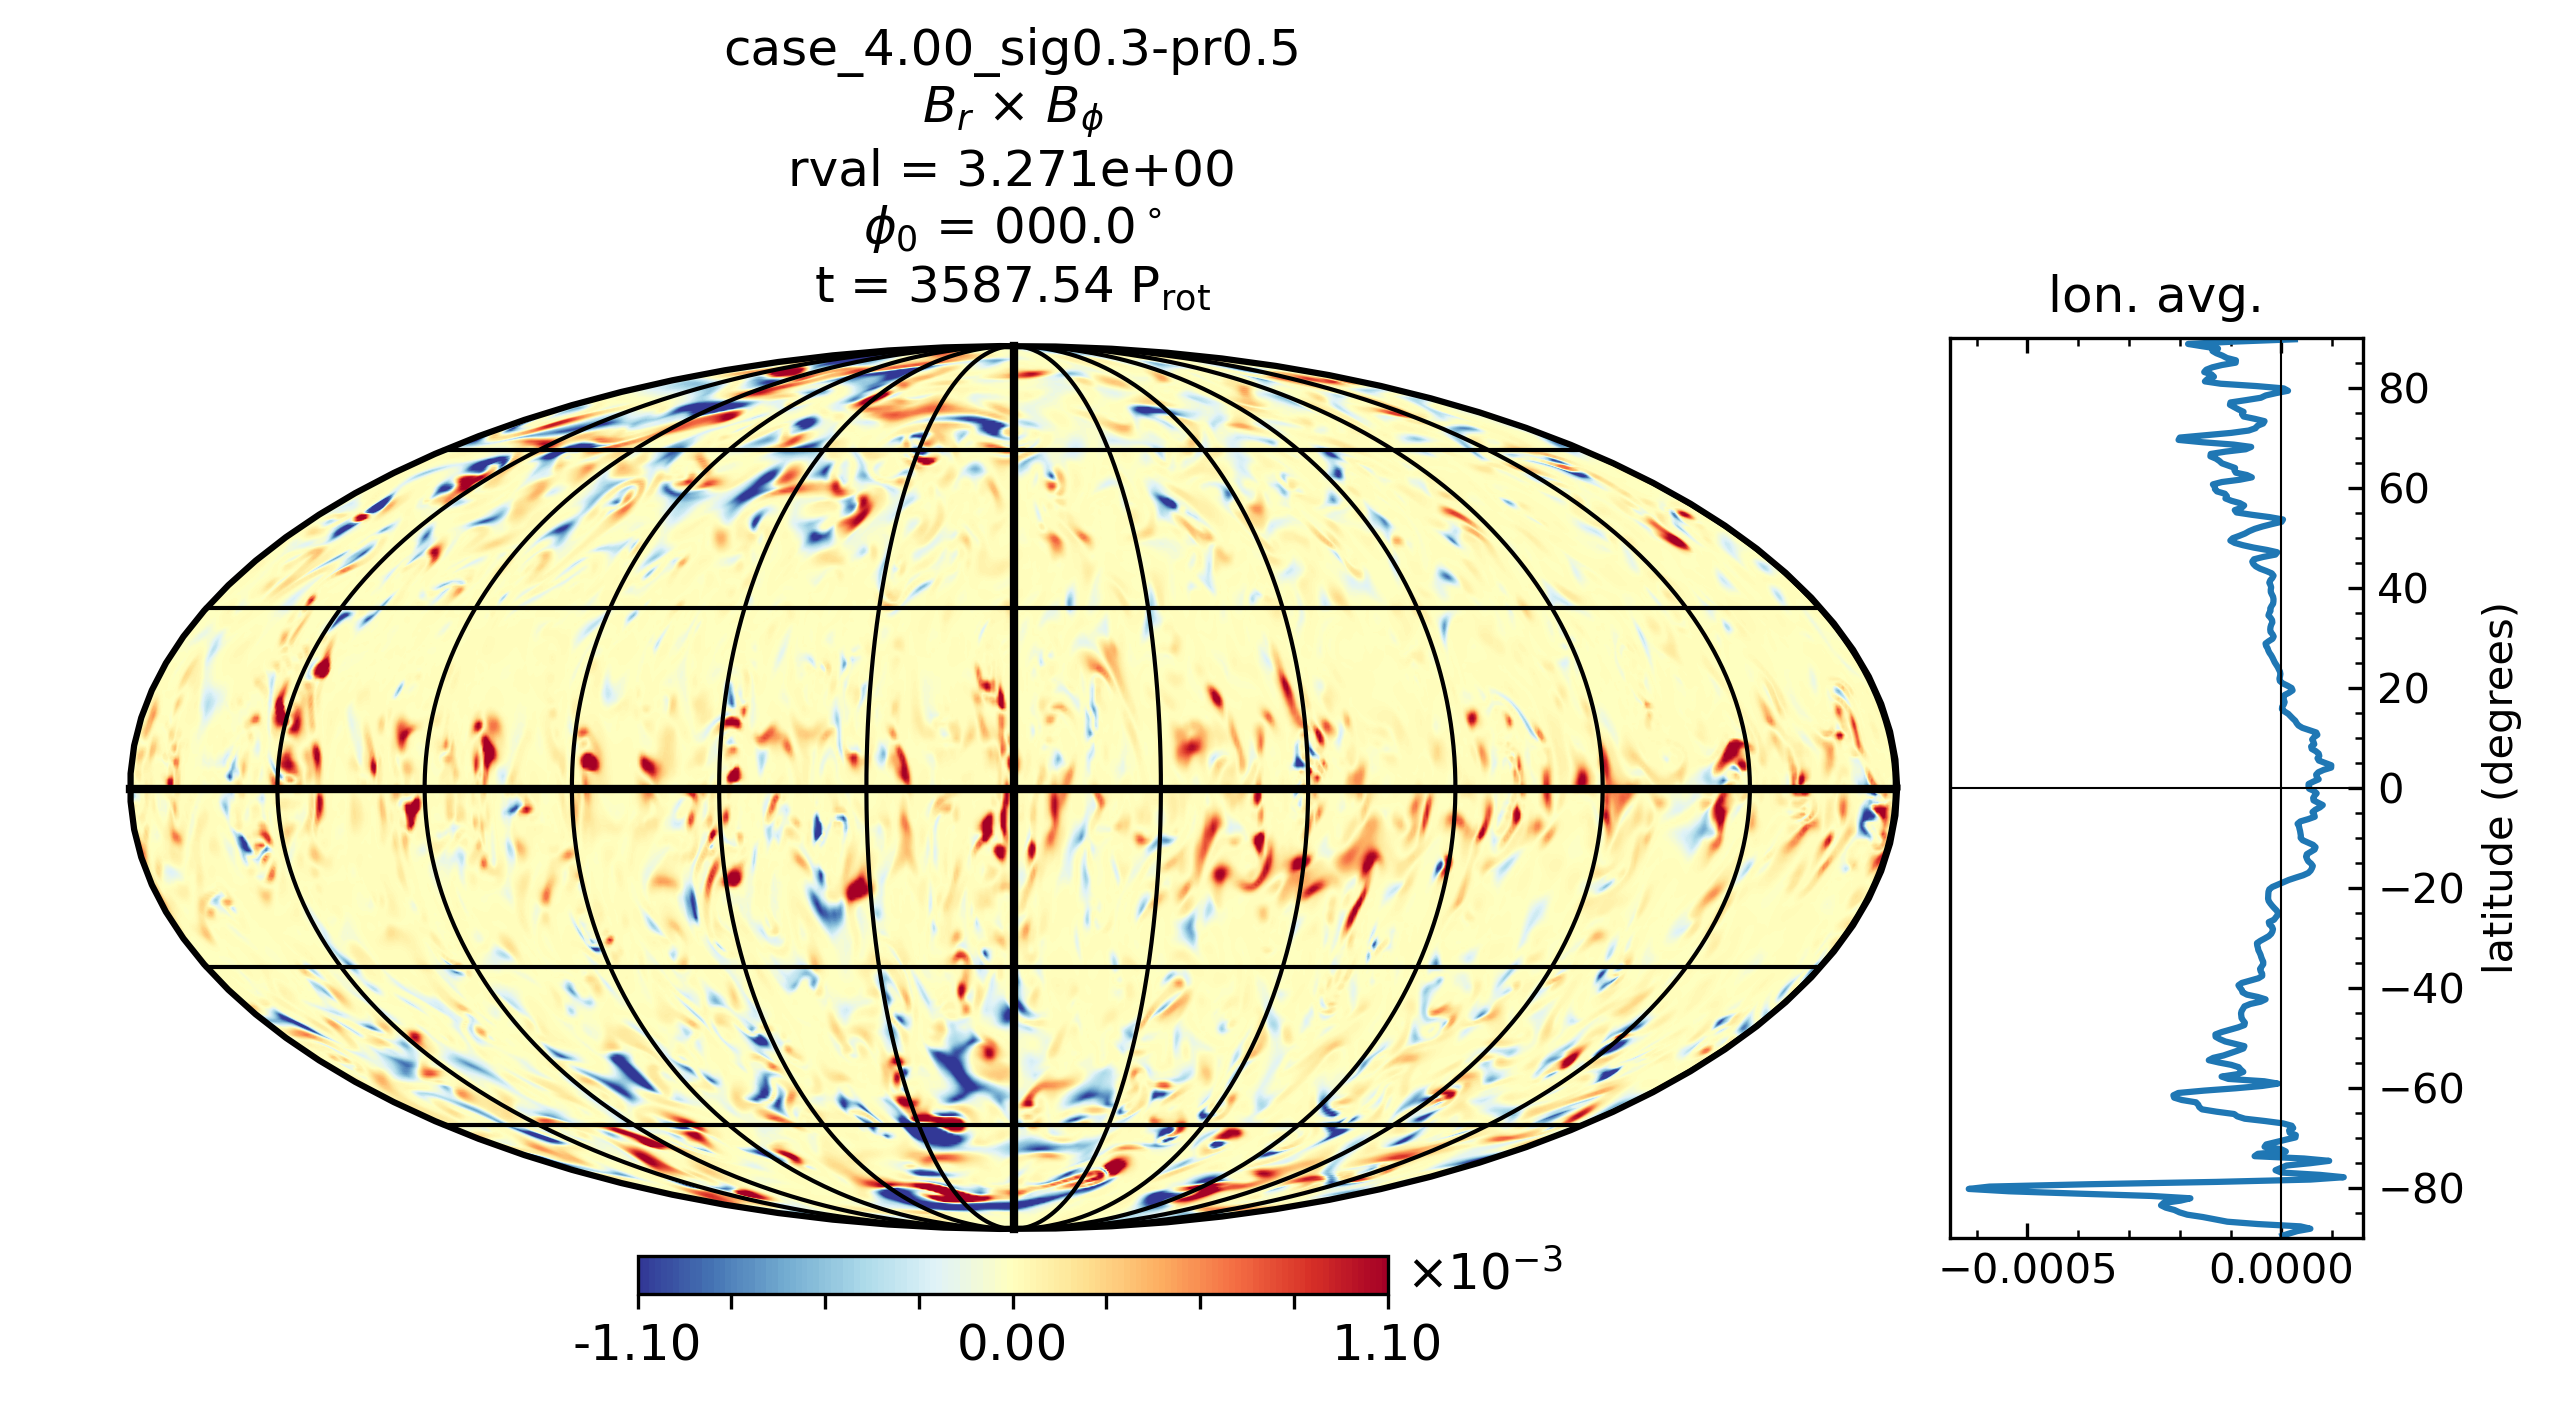 case_4.00_sig0.3-pr0.5
B_r × B_ϕ
rval = 3.271e+00
ϕ_0 = 000.0°
t = 3587.54 P_rot
lon. avg.
80
60
40
20
0
−20
−40
−60
−80
latitude (degrees)
−0.0005 0.0000
×10^−3
-1.10 0.00 1.10